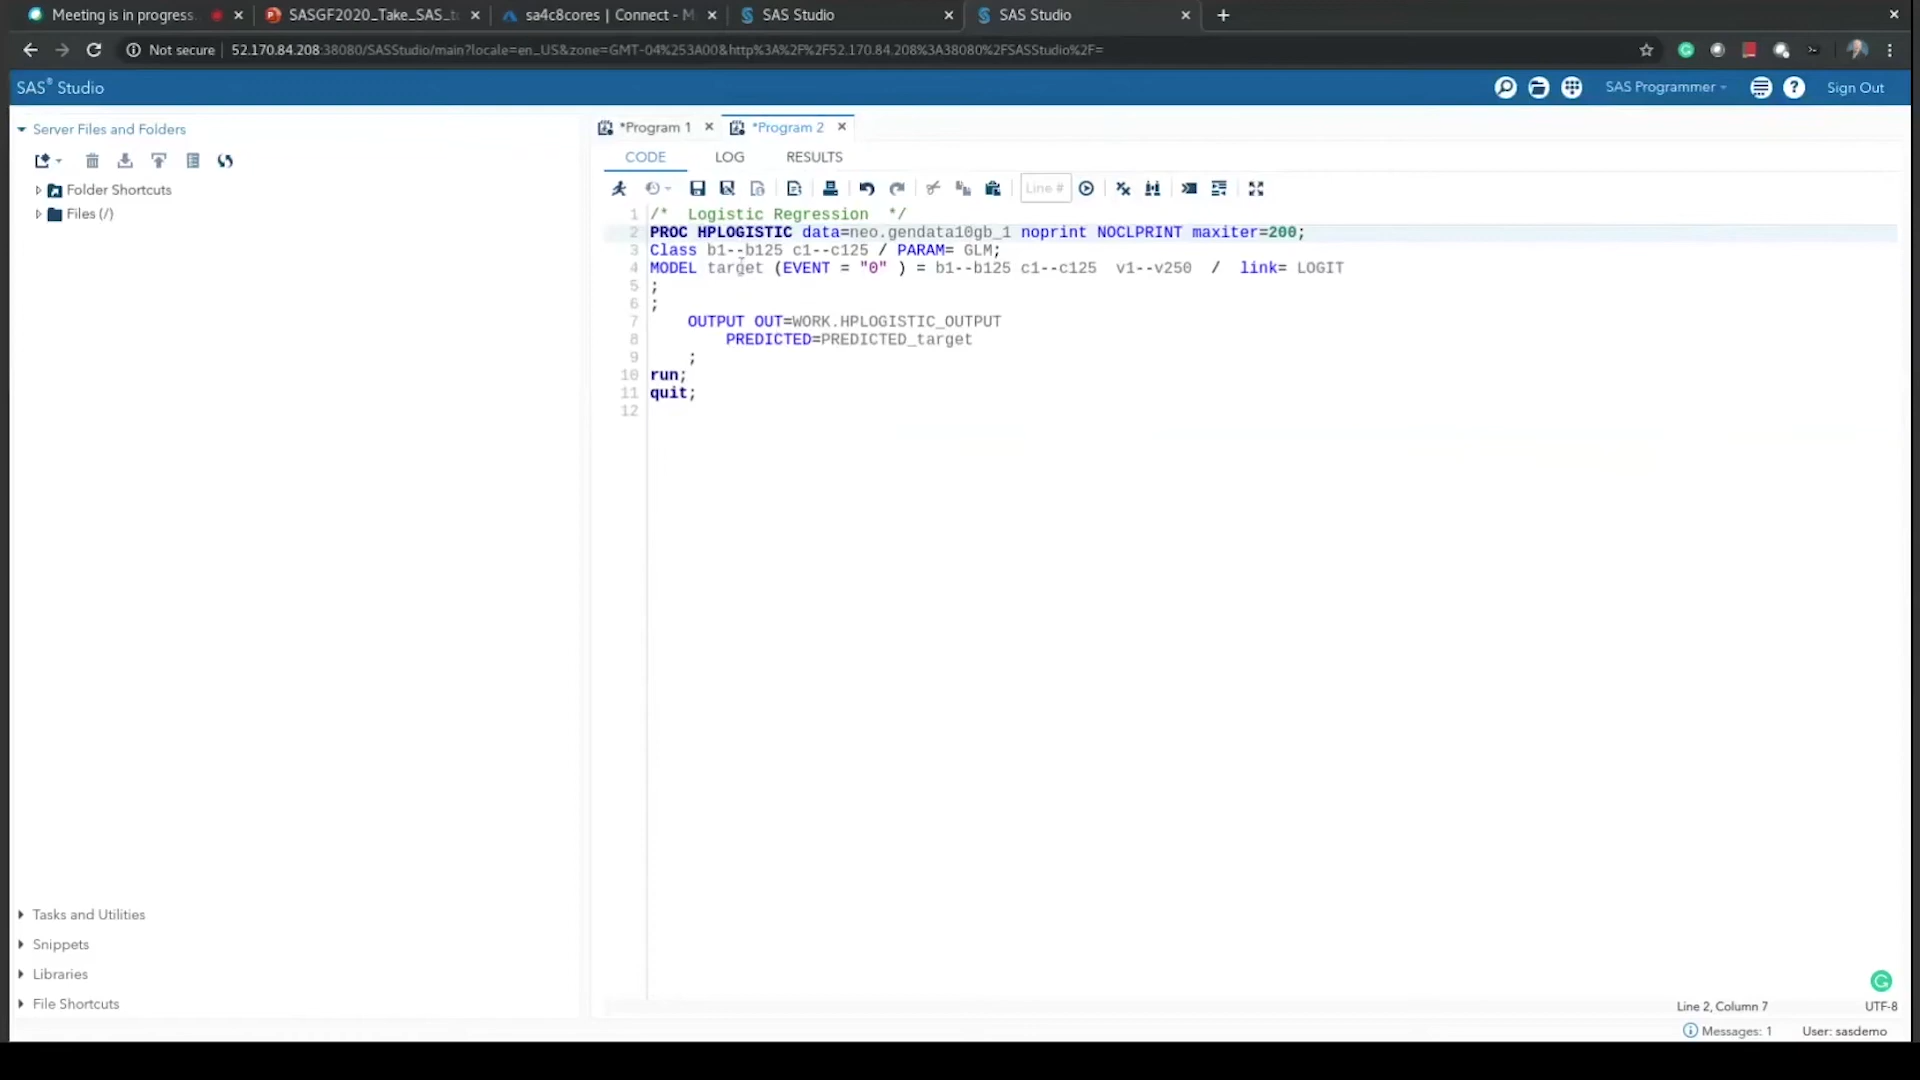 Meeting is in progress.
SASGF2020_Take_SAS_t
sa4c8cores | Connect - M
SAS Studio
SAS Studio
Not secure | 52.170.84.208:38080/SASStudio/main?locale=en_US&zone=GMT-04%253A00&http%3A%2F%2F52.170.84.208%3A38080%2FSASStudio%2F=
SAS® Studio
SAS Programmer
Sign Out
Server Files and Folders
Folder Shortcuts
Files (/)
Tasks and Utilities
Snippets
Libraries
File Shortcuts
*Program 1
*Program 2
CODE LOG RESULTS
Line #
1 /* Logistic Regression */
2 PROC HPLOGISTIC data=neo.gendata10gb_1 noprint NOCLPRINT maxiter=200;
3 Class b1--b125 c1--c125 / PARAM= GLM;
4 MODEL target (EVENT = "0" ) = b1--b125 c1--c125 v1--v250 / link= LOGIT
5 ;
6 ;
7 OUTPUT OUT=WORK.HPLOGISTIC_OUTPUT
8 PREDICTED=PREDICTED_target
9 ;
10 run;
11 quit;
12
Line 2, Column 7
UTF-8
Messages: 1
User: sasdemo